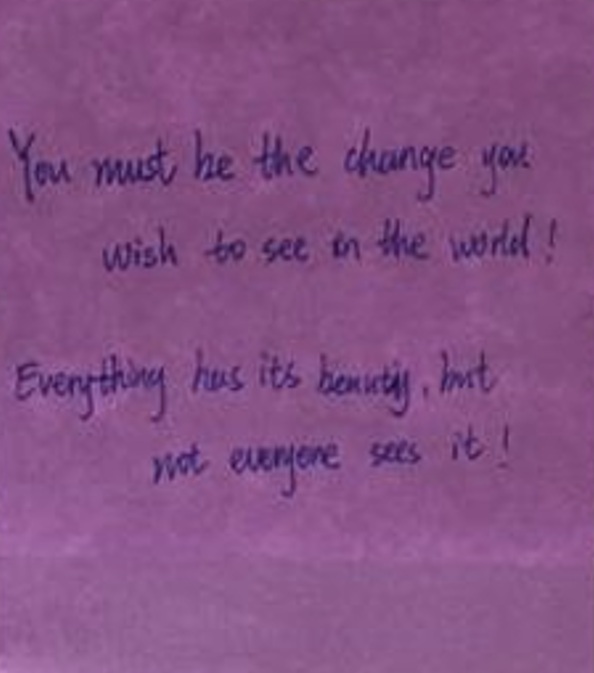 You must be the change you
wish to see in the world!
Everything has its beauty, but
not everyone sees it!